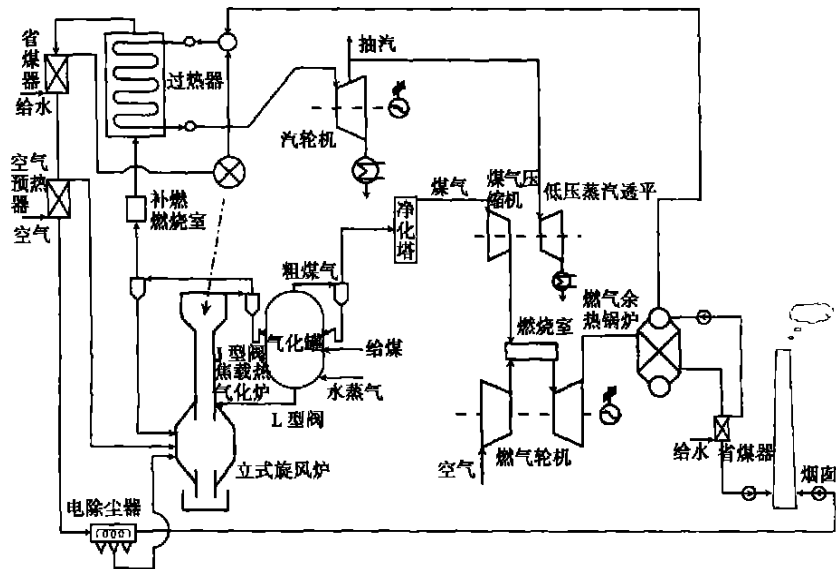 省
煤
器
给水
过热器
抽汽
汽轮机
空气
预热
器
空气
补燃
燃烧室
粗煤气
气化罐
给煤
水蒸气
J型阀
焦载热
气化炉
L型阀
立式旋风炉
电除尘器
煤气
净
化
塔
煤气压
缩机
低压蒸汽透平
燃烧室
燃气余
热锅炉
空气
燃气轮机
给水
省煤器
烟囱